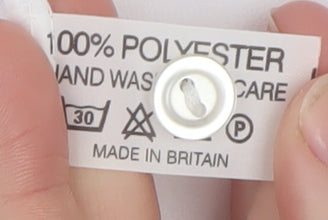 100% POLYESTER
HAND WAS CARE
30 P
MADE IN BRITAIN